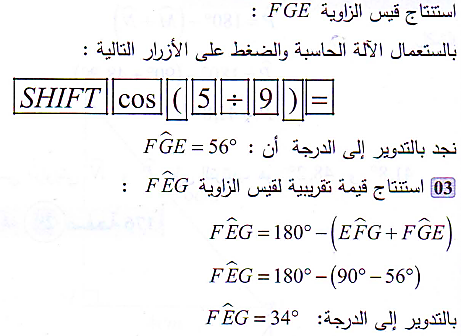 استنتاج قيس الزاوية FGE :
بالستعمال الآلة الحاسبة والضغط على الأزرار التالية :
SHIFT cos ( 5 ÷ 9 ) =
نجد بالتدوير إلى الدرجة أن : FĜE = 56°
03 استنتاج قيمة تقريبية لقيس الزاوية FÊG :
FÊG = 180° − (EF̂G + FĜE)
FÊG = 180° − (90° − 56°)
بالتدوير إلى الدرجة: FÊG = 34°